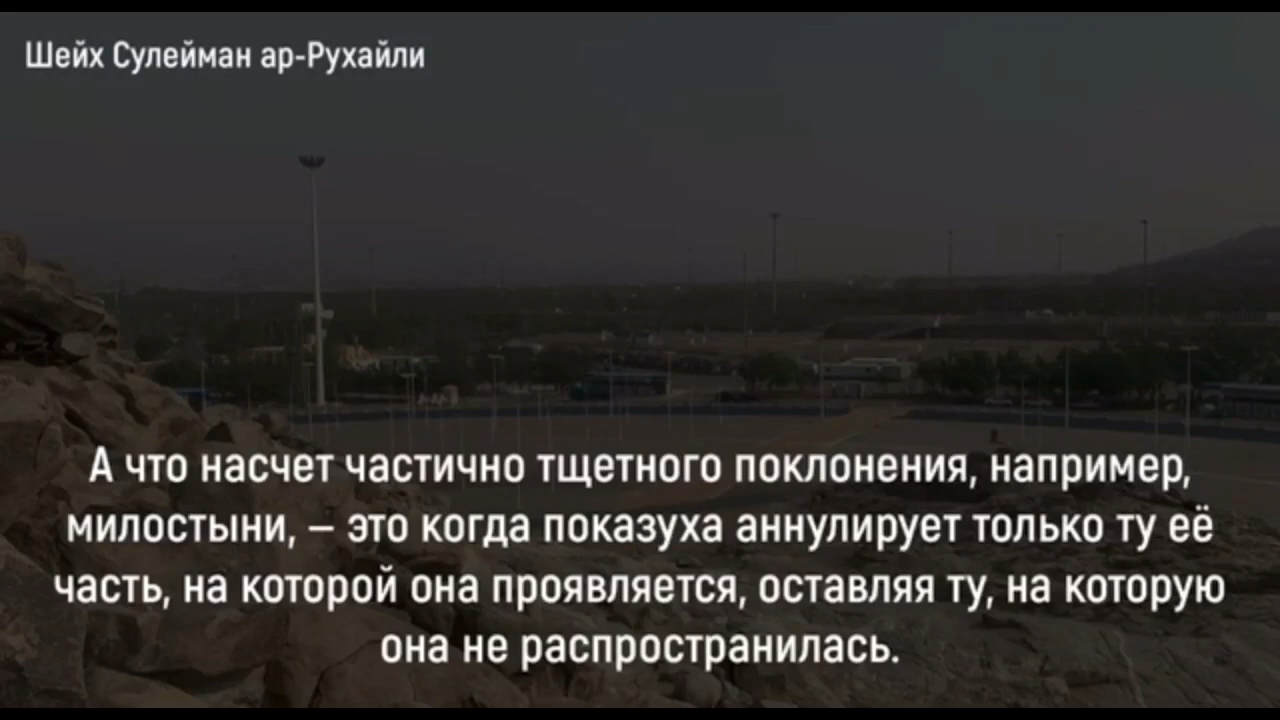 Шейх Сулейман ар-Рухайли
А что насчет частично тщетного поклонения, например,
милостыни, – это когда показуха аннулирует только ту её
часть, на которой она проявляется, оставляя ту, на которую
она не распространилась.